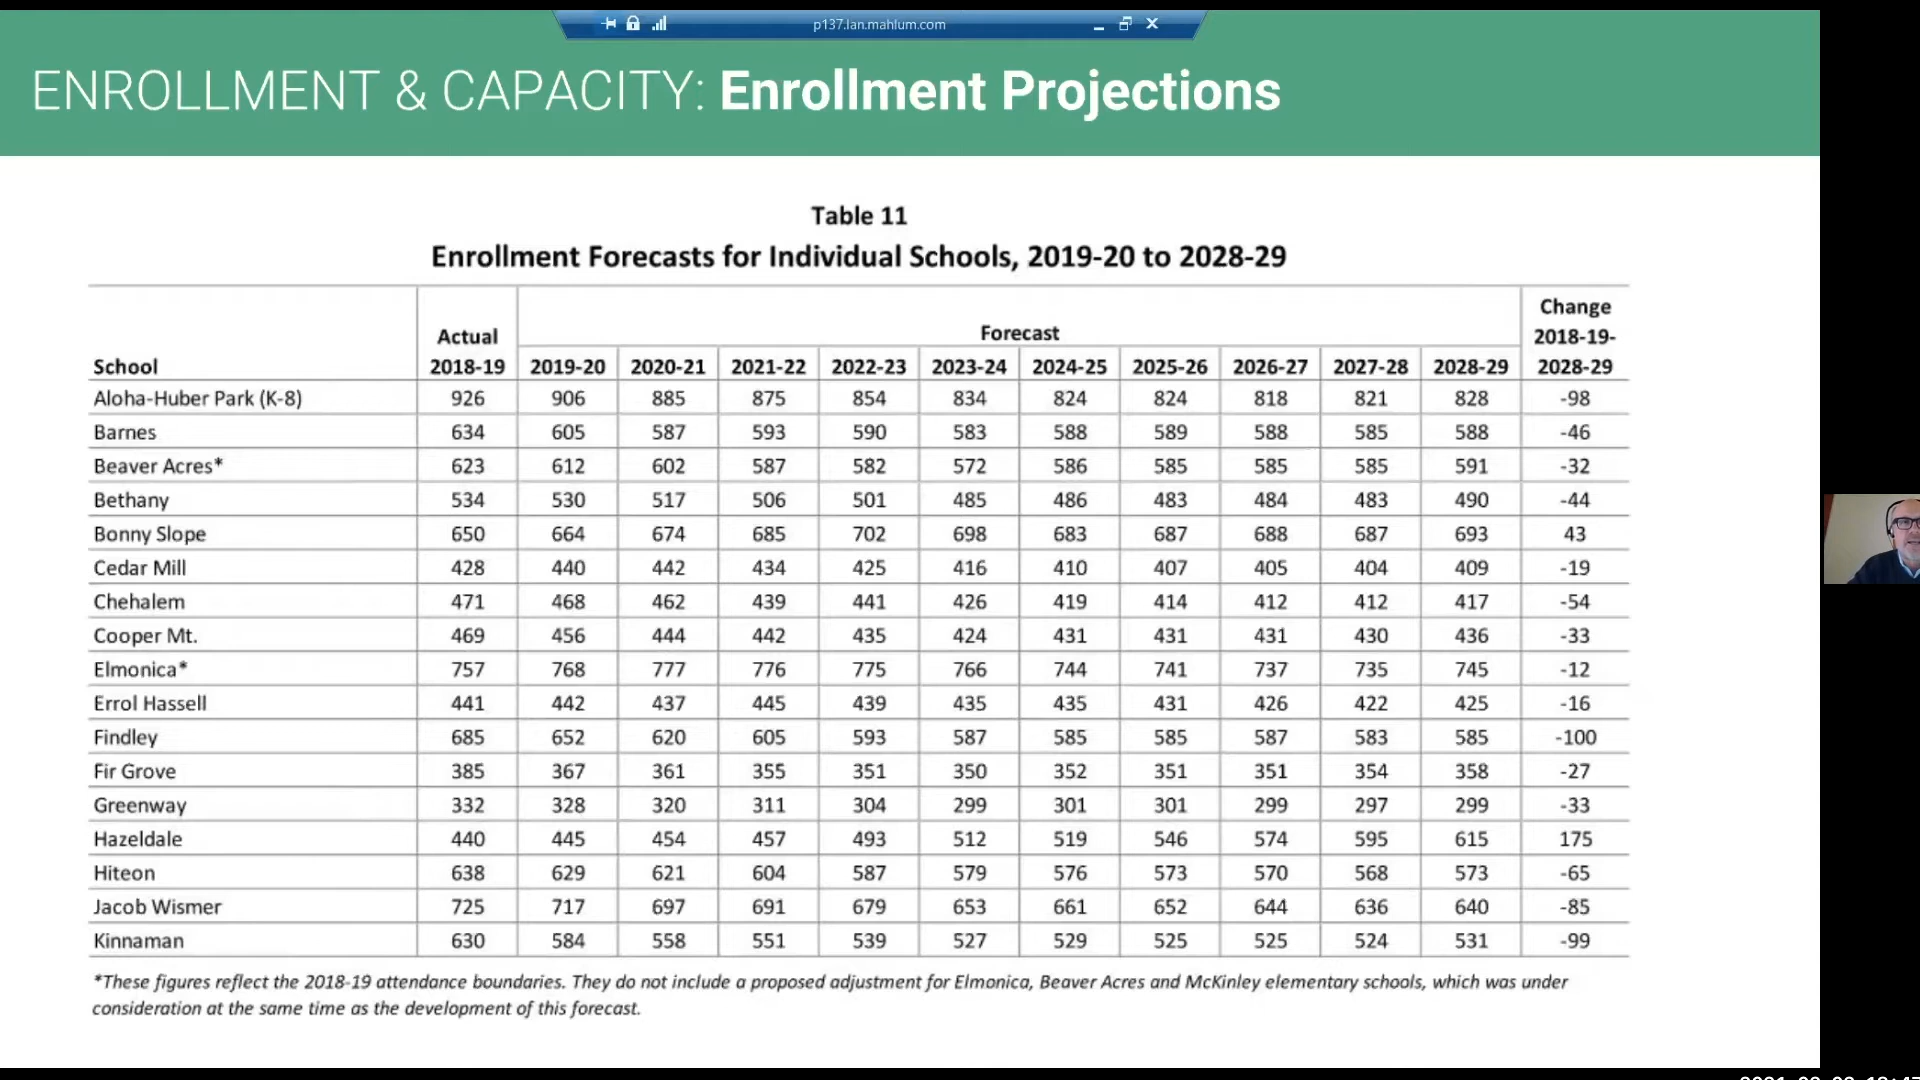 p137.lan.mahlum.com
ENROLLMENT & CAPACITY: Enrollment Projections
Table 11
Enrollment Forecasts for Individual Schools, 2019-20 to 2028-29
School Actual 2018-19 Forecast 2019-20 2020-21 2021-22 2022-23 2023-24 2024-25 2025-26 2026-27 2027-28 2028-29 Change 2018-19- 2028-29
Aloha-Huber Park (K-8) 926 906 885 875 854 834 824 824 818 821 828 -98
Barnes 634 605 587 593 590 583 588 589 588 585 588 -46
Beaver Acres* 623 612 602 587 582 572 586 585 585 585 591 -32
Bethany 534 530 517 506 501 485 486 483 484 483 490 -44
Bonny Slope 650 664 674 685 702 698 683 687 688 687 693 43
Cedar Mill 428 440 442 434 425 416 410 407 405 404 409 -19
Chehalem 471 468 462 439 441 426 419 414 412 412 417 -54
Cooper Mt. 469 456 444 442 435 424 431 431 431 430 436 -33
Elmonica* 757 768 777 776 775 766 744 741 737 735 745 -12
Errol Hassell 441 442 437 445 439 435 435 431 426 422 425 -16
Findley 685 652 620 605 593 587 585 585 587 583 585 -100
Fir Grove 385 367 361 355 351 350 352 351 351 354 358 -27
Greenway 332 328 320 311 304 299 301 301 299 297 299 -33
Hazeldale 440 445 454 457 493 512 519 546 574 595 615 175
Hiteon 638 629 621 604 587 579 576 573 570 568 573 -65
Jacob Wismer 725 717 697 691 679 653 661 652 644 636 640 -85
Kinnaman 630 584 558 551 539 527 529 525 525 524 531 -99
*These figures reflect the 2018-19 attendance boundaries. They do not include a proposed adjustment for Elmonica, Beaver Acres and McKinley elementary schools, which was under
consideration at the same time as the development of this forecast.